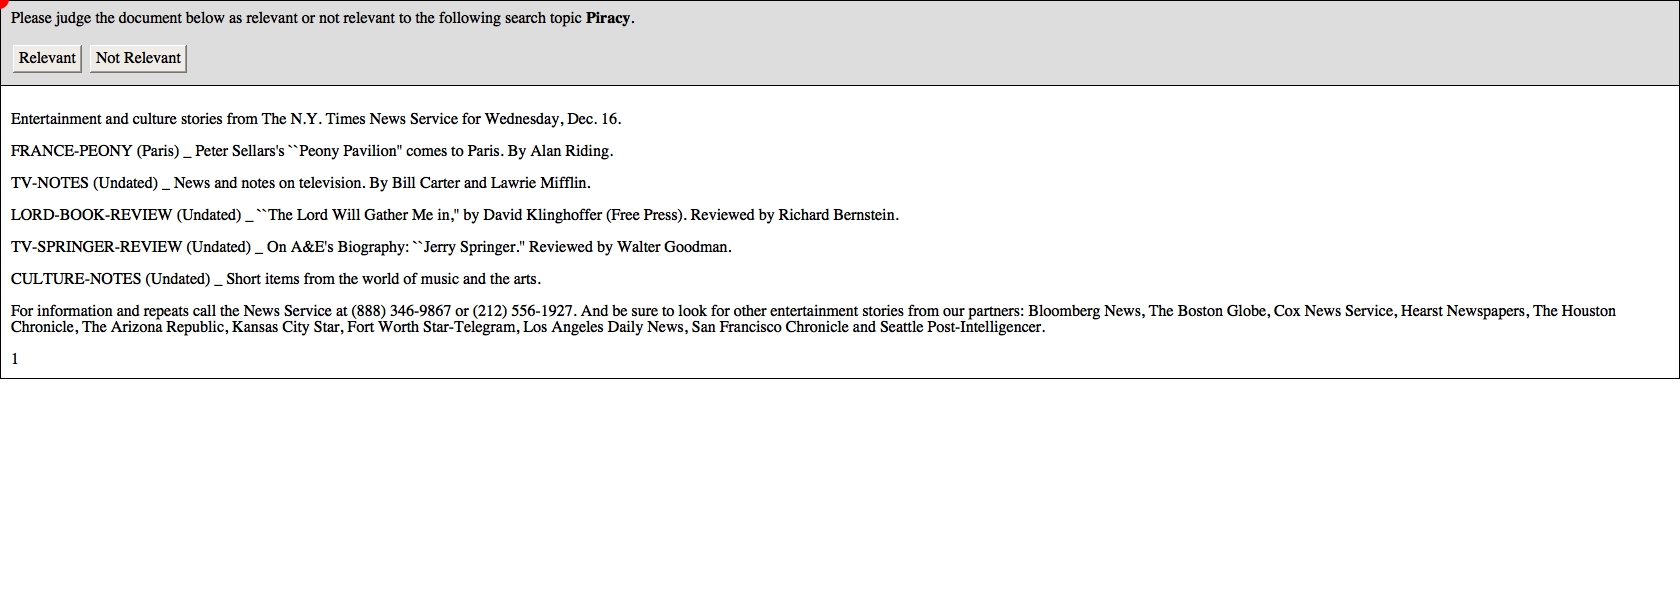 Please judge the document below as relevant or not relevant to the following search topic Piracy.
Relevant Not Relevant
Entertainment and culture stories from The N.Y. Times News Service for Wednesday, Dec. 16.
FRANCE-PEONY (Paris) _ Peter Sellars's ``Peony Pavilion" comes to Paris. By Alan Riding.
TV-NOTES (Undated) _ News and notes on television. By Bill Carter and Lawrie Mifflin.
LORD-BOOK-REVIEW (Undated) _ ``The Lord Will Gather Me in," by David Klinghoffer (Free Press). Reviewed by Richard Bernstein.
TV-SPRINGER-REVIEW (Undated) _ On A&E's Biography: ``Jerry Springer." Reviewed by Walter Goodman.
CULTURE-NOTES (Undated) _ Short items from the world of music and the arts.
For information and repeats call the News Service at (888) 346-9867 or (212) 556-1927. And be sure to look for other entertainment stories from our partners: Bloomberg News, The Boston Globe, Cox News Service, Hearst Newspapers, The Houston
Chronicle, The Arizona Republic, Kansas City Star, Fort Worth Star-Telegram, Los Angeles Daily News, San Francisco Chronicle and Seattle Post-Intelligencer.
1